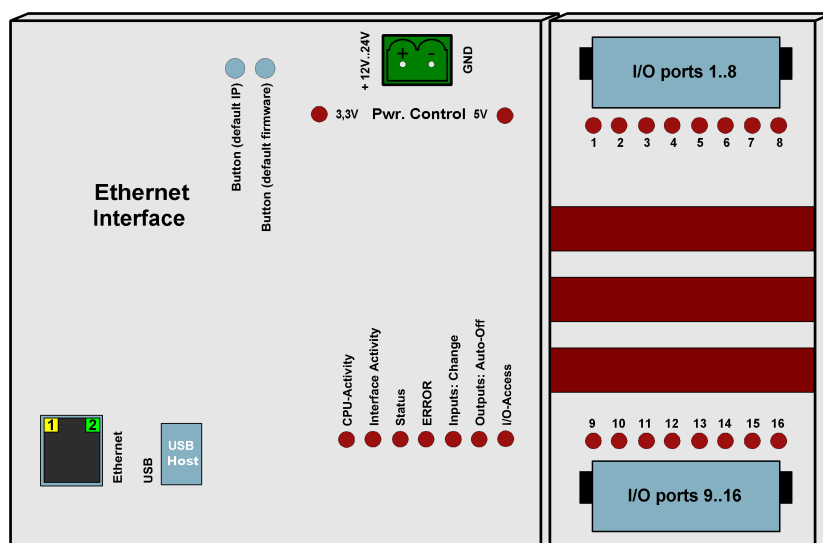 + 12V..24V
+ -
GND
I/O ports 1..8
3,3V Pwr. Control 5V
1 2 3 4 5 6 7 8
Button (default IP)
Button (default firmware)
Ethernet
Interface
CPU-Activity
Interface Activity
Status
ERROR
Inputs: Change
Outputs: Auto-Off
I/O-Access
9 10 11 12 13 14 15 16
1 2
Ethernet
USB
USB
Host
I/O ports 9..16